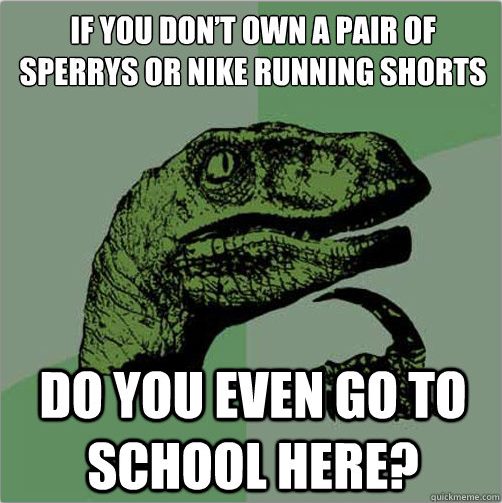 IF YOU DON'T OWN A PAIR OF
SPERRYS OR NIKE RUNNING SHORTS
DO YOU EVEN GO TO
SCHOOL HERE?
quickmeme.com